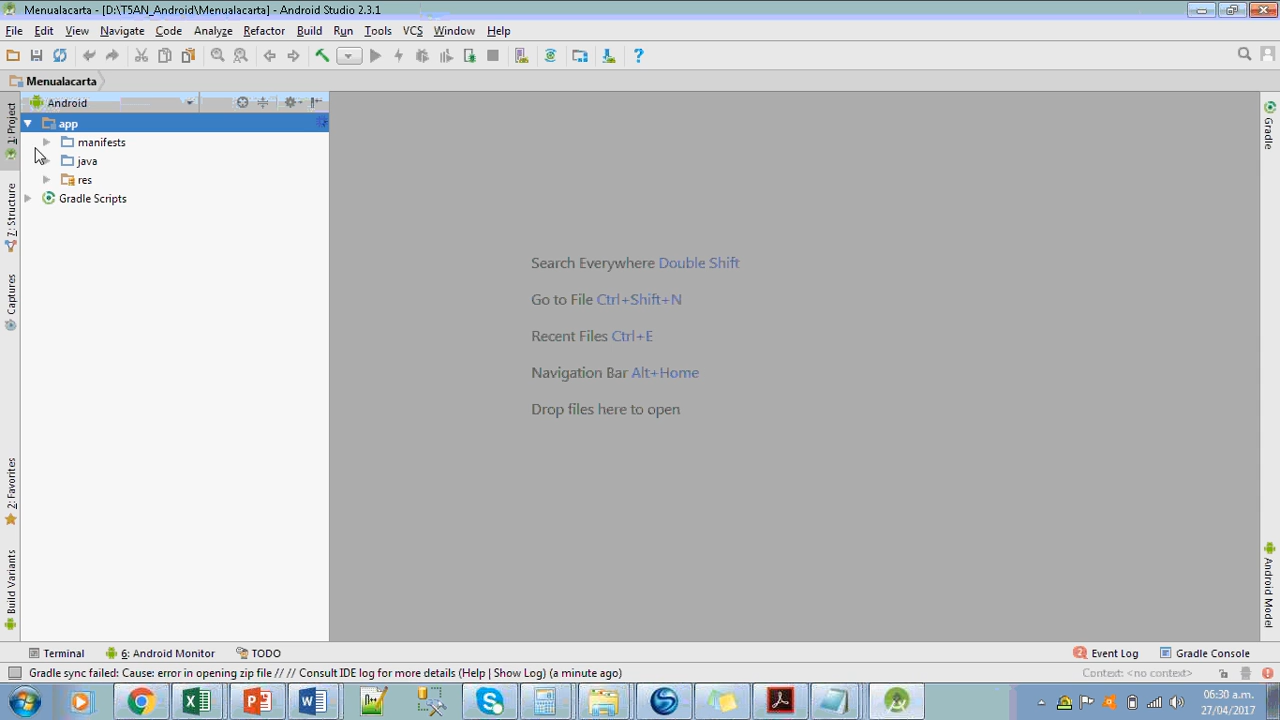 Menualacarta - [D:\T5AN_Android\Menualacarta] - Android Studio 2.3.1
File Edit View Navigate Code Analyze Refactor Build Run Tools VCS Window Help
Menualacarta
Android
app
manifests
java
res
Gradle Scripts
1: Project
7: Structure
Captures
2: Favorites
Build Variants
Search Everywhere Double Shift
Go to File Ctrl+Shift+N
Recent Files Ctrl+E
Navigation Bar Alt+Home
Drop files here to open
Gradle
Android Model
Terminal 6: Android Monitor TODO 2 Event Log Gradle Console
Gradle sync failed: Cause: error in opening zip file // // Consult IDE log for more details (Help | Show Log) (a minute ago) Context: <no context>
06:30 a.m.
27/04/2017